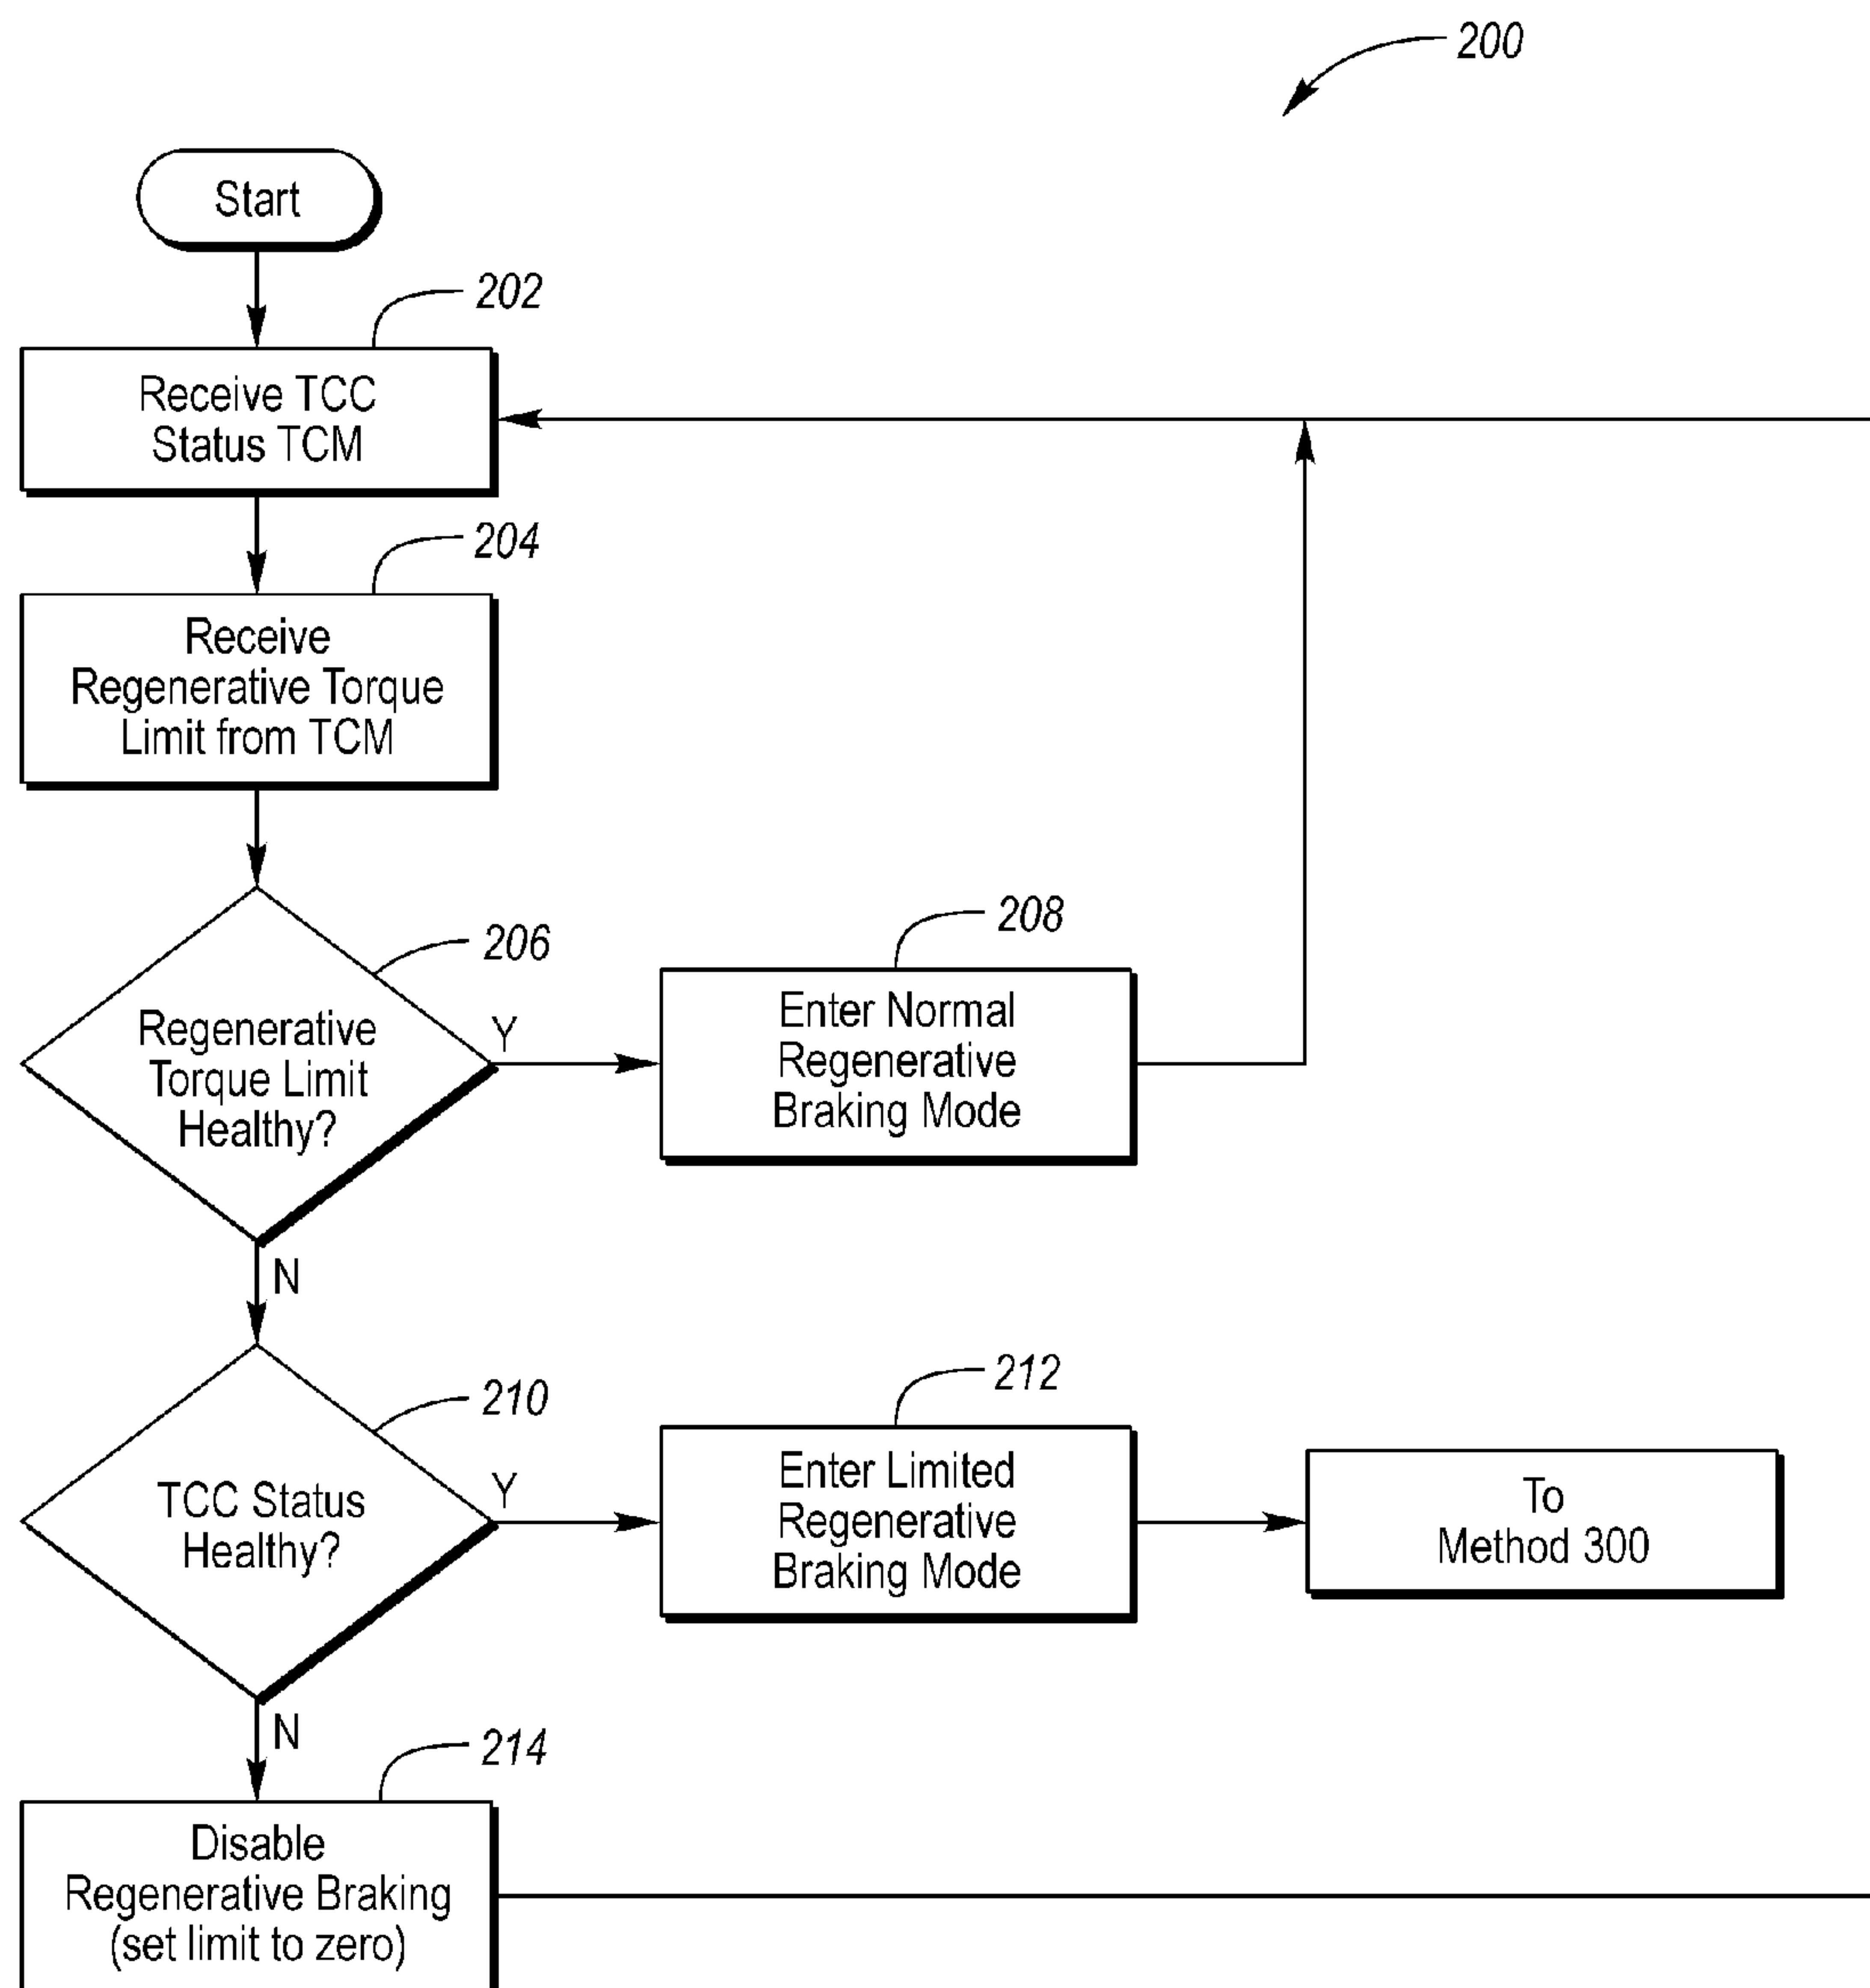 200
Start
202
Receive TCC
Status TCM
204
Receive
Regenerative Torque
Limit from TCM
206
Regenerative
Torque Limit
Healthy?
Y
208
Enter Normal
Regenerative
Braking Mode
N
210
TCC Status
Healthy?
Y
212
Enter Limited
Regenerative
Braking Mode
To
Method 300
N
214
Disable
Regenerative Braking
(set limit to zero)